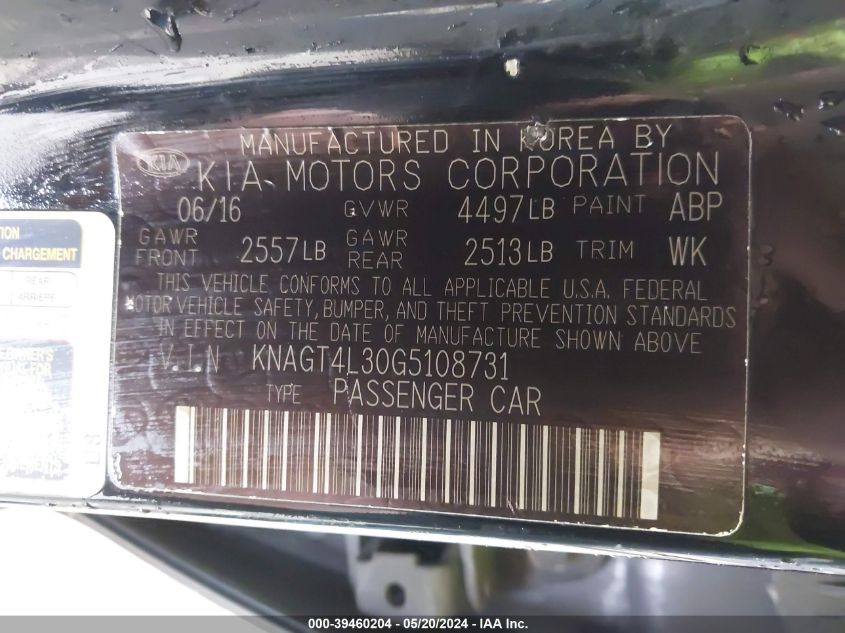 MANUFACTURED IN KOREA BY
KIA KIA MOTORS CORPORATION
06/16 GVWR 4497LB PAINT ABP
GAWR FRONT 2557LB GAWR REAR 2513LB TRIM WK
THIS VEHICLE CONFORMS TO ALL APPLICABLE U.S.A. FEDERAL
MOTOR VEHICLE SAFETY, BUMPER, AND THEFT PREVENTION STANDARDS
IN EFFECT ON THE DATE OF MANUFACTURE SHOWN ABOVE
V.I.N KNAGT4L30G5108731
TYPE PASSENGER CAR
CHARGEMENT
REAR
ARRIERE
000-39460204 - 05/20/2024 - IAA Inc.